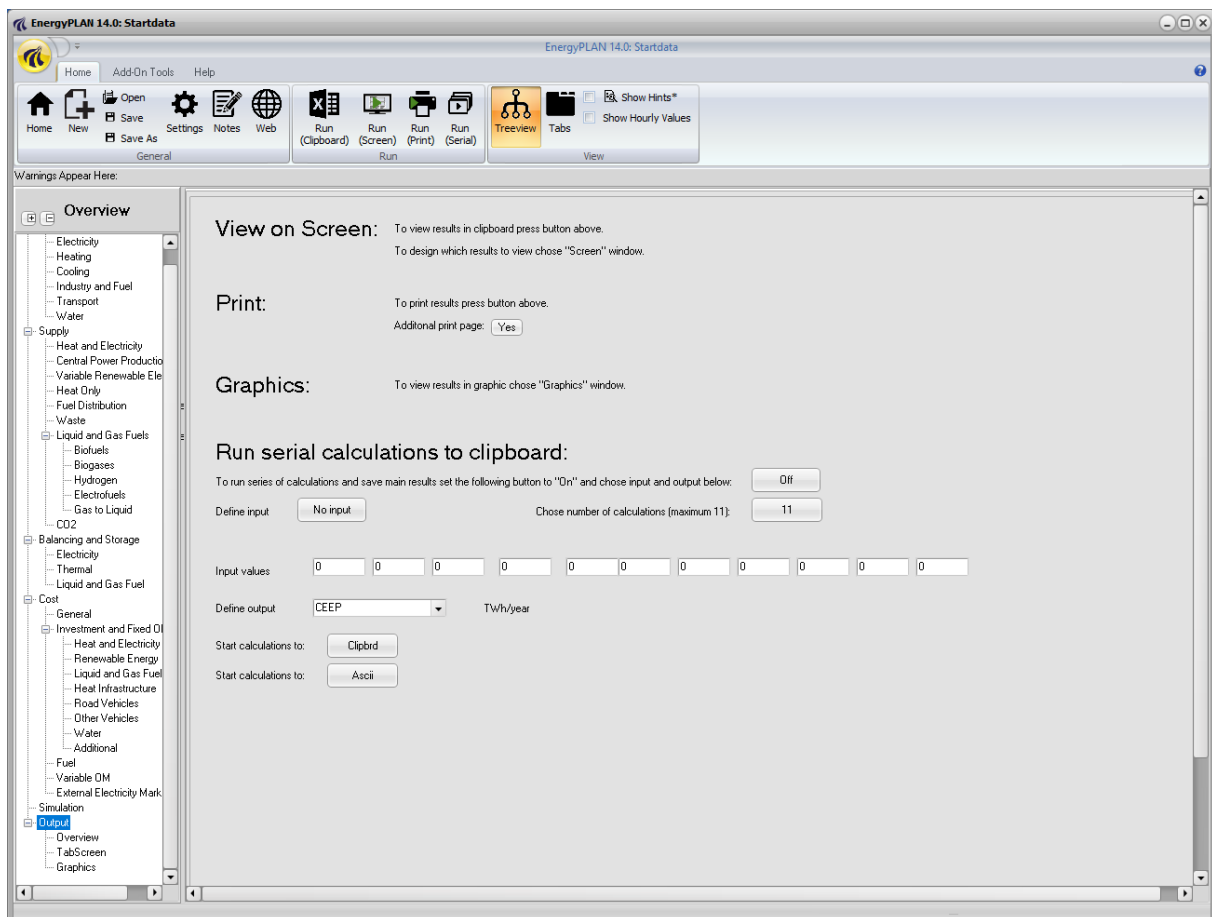 EnergyPLAN 14.0: Startdata
EnergyPLAN 14.0: Startdata
Home Add-On Tools Help
Home
New
Open
Save
Save As
Settings
Notes
Web
General
Run (Clipboard)
Run (Screen)
Run (Print)
Run (Serial)
Run
Treeview
Tabs
Show Hints*
Show Hourly Values
View
Warnings Appear Here:
Overview
Electricity
Heating
Cooling
Industry and Fuel
Transport
Water
Supply
Heat and Electricity
Central Power Productio
Variable Renewable Ele
Heat Only
Fuel Distribution
Waste
Liquid and Gas Fuels
Biofuels
Biogases
Hydrogen
Electrofuels
Gas to Liquid
CO2
Balancing and Storage
Electricity
Thermal
Liquid and Gas Fuel
Cost
General
Investment and Fixed OI
Heat and Electricity
Renewable Energy
Liquid and Gas Fuel
Heat Infrastructure
Road Vehicles
Other Vehicles
Water
Additional
Fuel
Variable OM
External Electricity Mark
Simulation
Output
Overview
TabScreen
Graphics
View on Screen: To view results in clipboard press button above.
To design which results to view chose "Screen" window.
Print: To print results press button above.
Additonal print page: Yes
Graphics: To view results in graphic chose "Graphics" window.
Run serial calculations to clipboard:
To run series of calculations and save main results set the following button to "On" and chose input and output below: Off
Define input No input Chose number of calculations (maximum 11): 11
Input values 0 0 0 0 0 0 0 0 0 0 0
Define output CEEP TWh/year
Start calculations to: Clipbrd
Start calculations to: Ascii